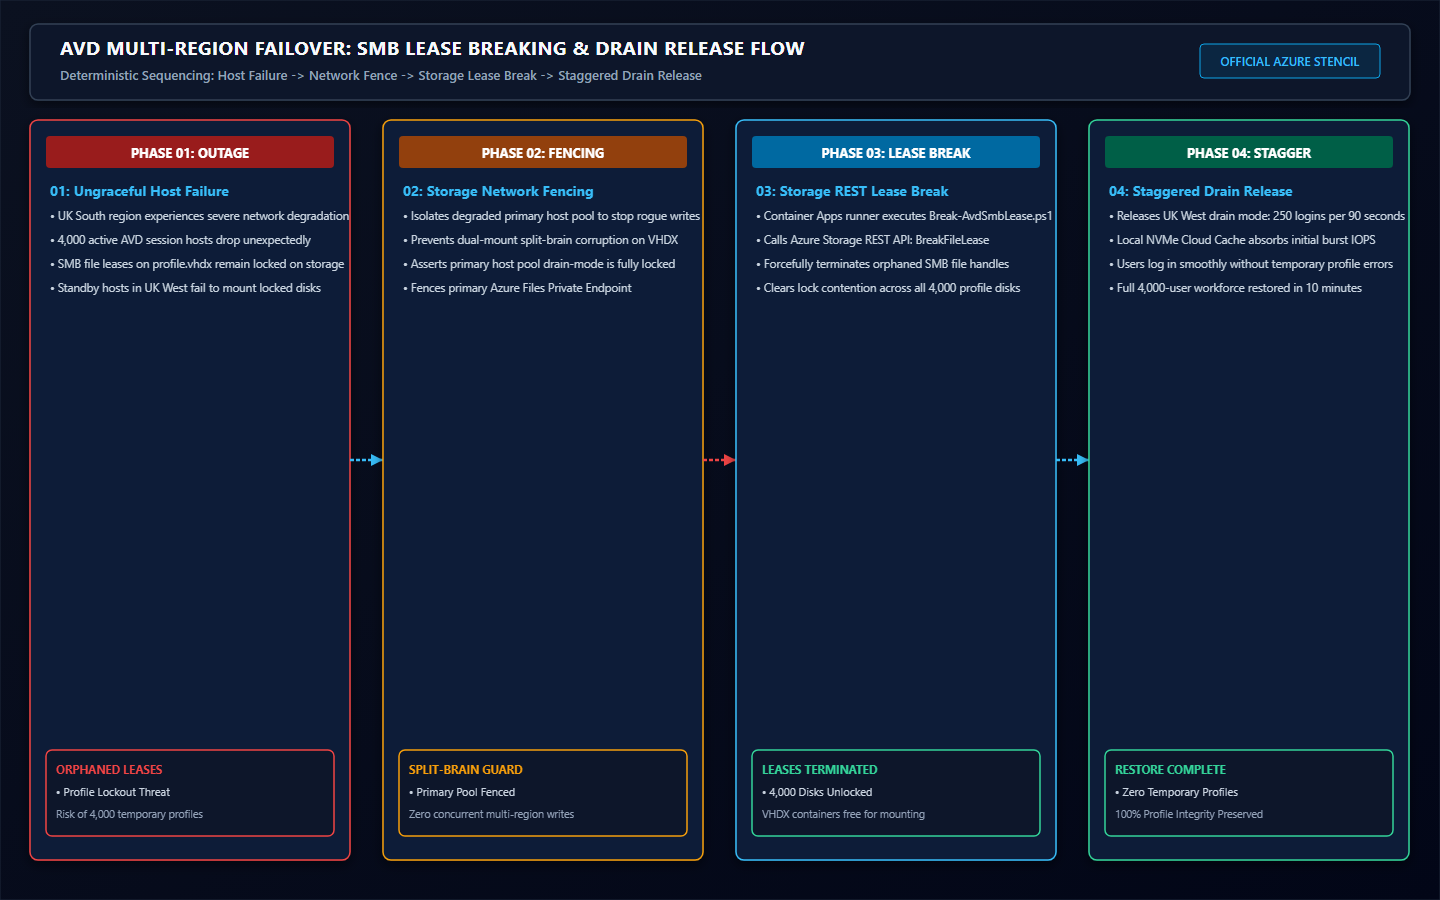 AVD MULTI-REGION FAILOVER: SMB LEASE BREAKING & DRAIN RELEASE FLOW
Deterministic Sequencing: Host Failure -> Network Fence -> Storage Lease Break -> Staggered Drain Release
OFFICIAL AZURE STENCIL
PHASE 01: OUTAGE
01: Ungraceful Host Failure
• UK South region experiences severe network degradation
• 4,000 active AVD session hosts drop unexpectedly
• SMB file leases on profile.vhdx remain locked on storage
• Standby hosts in UK West fail to mount locked disks
ORPHANED LEASES
• Profile Lockout Threat
Risk of 4,000 temporary profiles
PHASE 02: FENCING
02: Storage Network Fencing
• Isolates degraded primary host pool to stop rogue writes
• Prevents dual-mount split-brain corruption on VHDX
• Asserts primary host pool drain-mode is fully locked
• Fences primary Azure Files Private Endpoint
SPLIT-BRAIN GUARD
• Primary Pool Fenced
Zero concurrent multi-region writes
PHASE 03: LEASE BREAK
03: Storage REST Lease Break
• Container Apps runner executes Break-AvdSmbLease.ps1
• Calls Azure Storage REST API: BreakFileLease
• Forcefully terminates orphaned SMB file handles
• Clears lock contention across all 4,000 profile disks
LEASES TERMINATED
• 4,000 Disks Unlocked
VHDX containers free for mounting
PHASE 04: STAGGER
04: Staggered Drain Release
• Releases UK West drain mode: 250 logins per 90 seconds
• Local NVMe Cloud Cache absorbs initial burst IOPS
• Users log in smoothly without temporary profile errors
• Full 4,000-user workforce restored in 10 minutes
RESTORE COMPLETE
• Zero Temporary Profiles
100% Profile Integrity Preserved